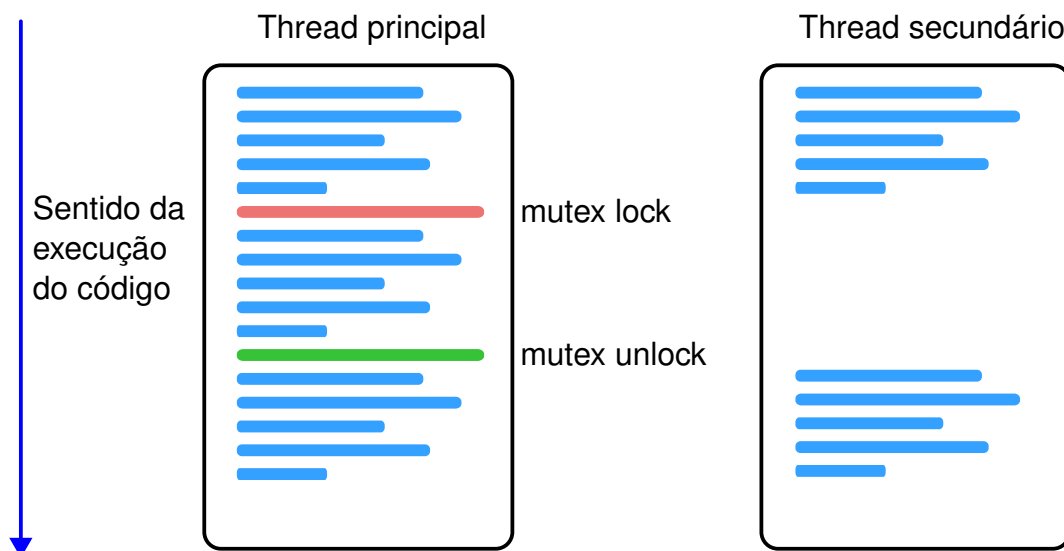 Thread principal
Thread secundário
Sentido da
execução
do código
mutex lock
mutex unlock